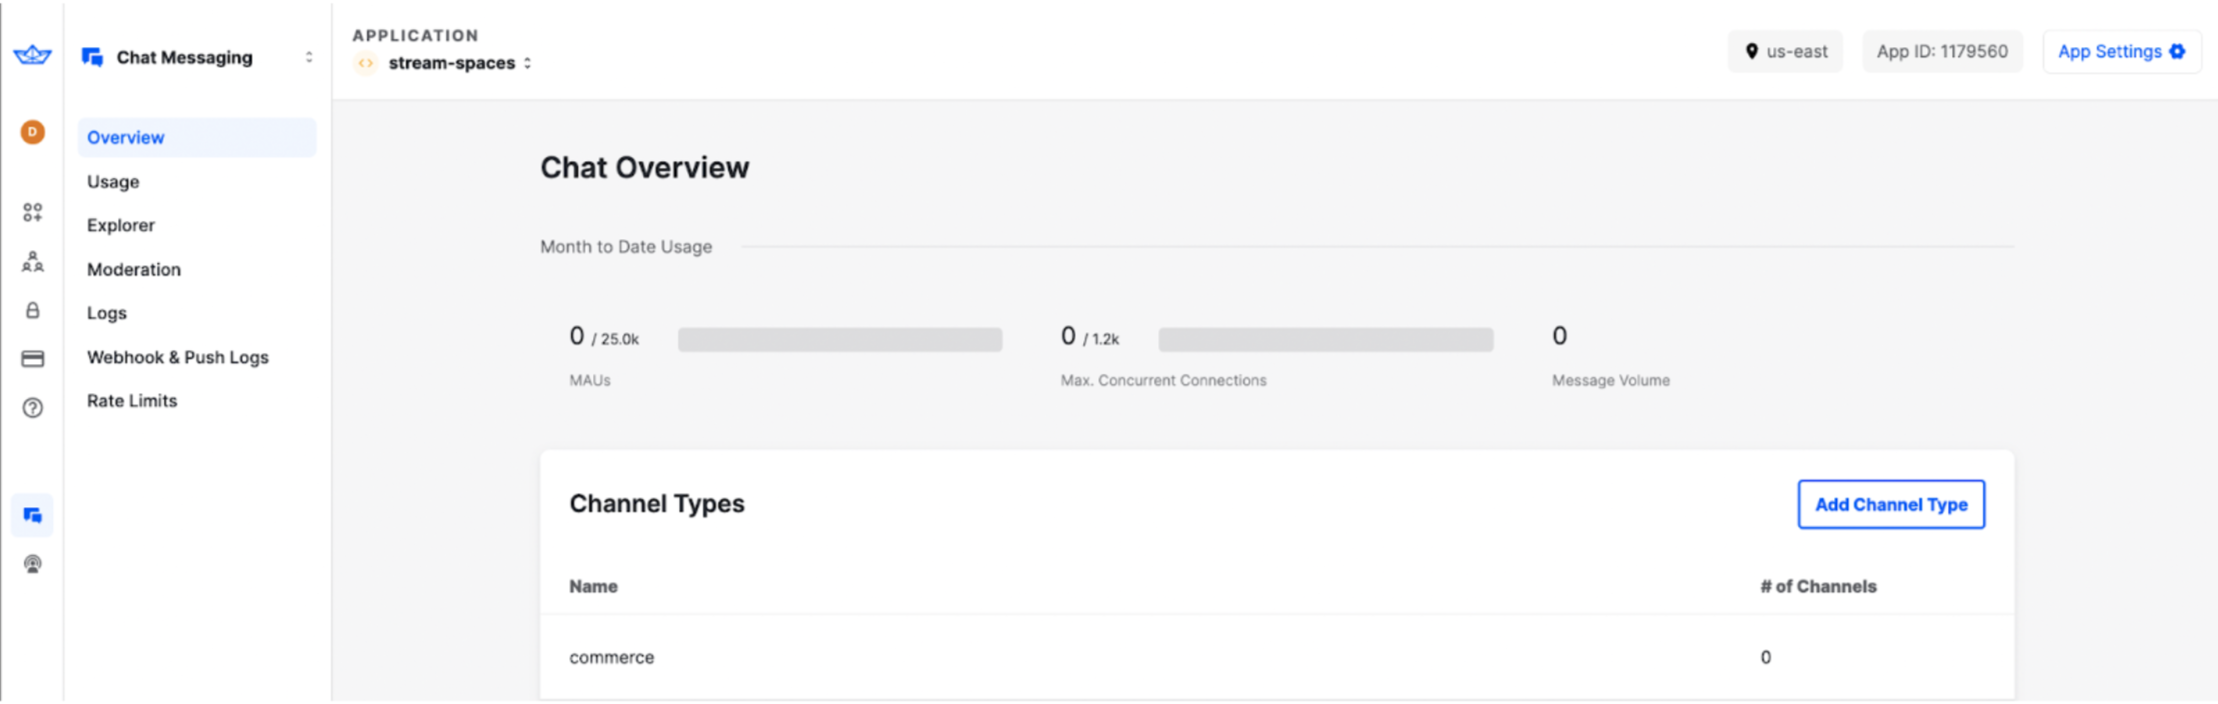 Chat Messaging
APPLICATION
stream-spaces
us-east
App ID: 1179560
App Settings
D
Overview
Usage
Explorer
Moderation
Logs
Webhook & Push Logs
Rate Limits
Chat Overview
Month to Date Usage
0 / 25.0k
MAUs
0 / 1.2k
Max. Concurrent Connections
0
Message Volume
Channel Types
Add Channel Type
Name
# of Channels
commerce
0